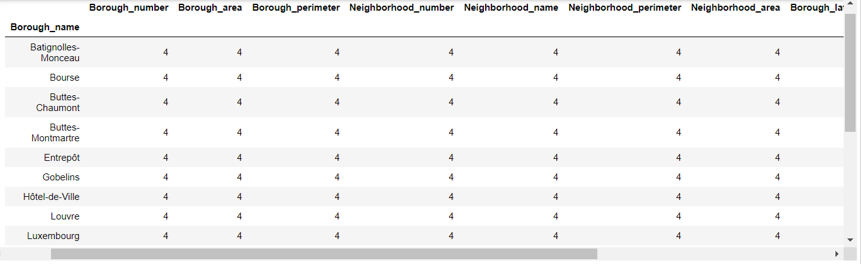 Borough_number Borough_area Borough_perimeter Neighborhood_number Neighborhood_name Neighborhood_perimeter Neighborhood_area
Borough_name
Batignolles-
Monceau 4 4 4 4 4 4 4
Bourse 4 4 4 4 4 4 4
Buttes-
Chaumont 4 4 4 4 4 4 4
Buttes-
Montmartre 4 4 4 4 4 4 4
Entrepôt 4 4 4 4 4 4 4
Gobelins 4 4 4 4 4 4 4
Hôtel-de-Ville 4 4 4 4 4 4 4
Louvre 4 4 4 4 4 4 4
Luxembourg 4 4 4 4 4 4 4